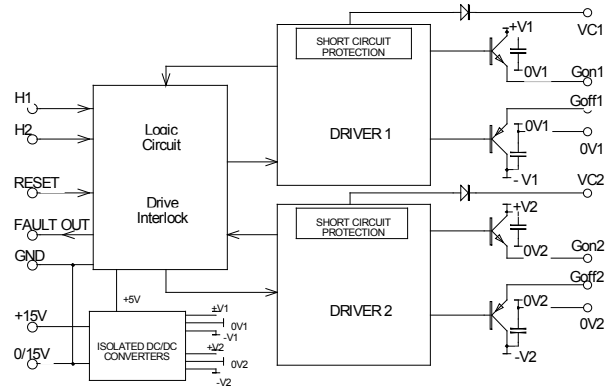 VC1
SHORT CIRCUIT
PROTECTION
+V1
0V1
Gon1
H1
Logic
Circuit
Goff1
H2
DRIVER 1
0V1
0V1
- V1
RESET
Drive
Interlock
VC2
FAULT OUT
SHORT CIRCUIT
PROTECTION
+V2
0V2
GND
Gon2
+5V
Goff2
+15V
ISOLATED DC/DC
CONVERTERS
+V1
0V1
-V1
DRIVER 2
0V2
0V2
0/15V
+V2
0V2
-V2
-V2